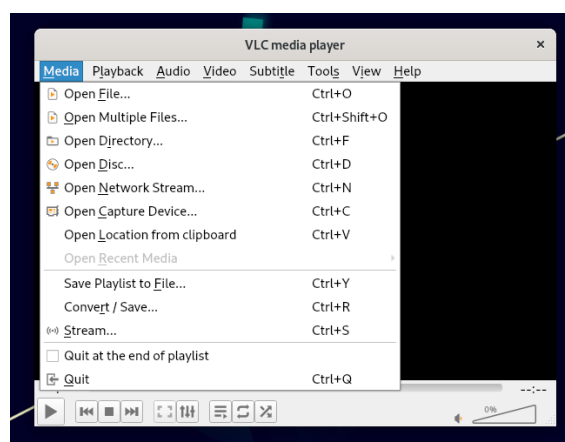 VLC media player ×
Media Playback Audio Video Subtitle Tools View Help
Open File... Ctrl+O
Open Multiple Files... Ctrl+Shift+O
Open Directory... Ctrl+F
Open Disc... Ctrl+D
Open Network Stream... Ctrl+N
Open Capture Device... Ctrl+C
Open Location from clipboard Ctrl+V
Open Recent Media
Save Playlist to File... Ctrl+Y
Convert / Save... Ctrl+R
Stream... Ctrl+S
Quit at the end of playlist
Quit Ctrl+Q
--:--
0%